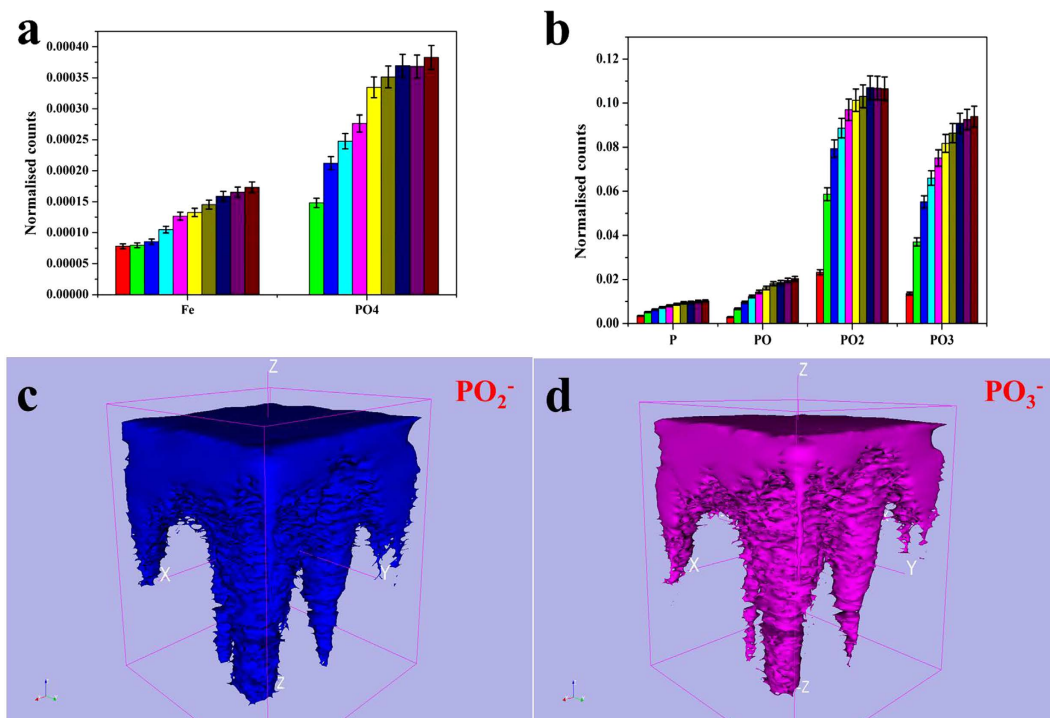 a
Normalised counts
0.00040
0.00035
0.00030
0.00025
0.00020
0.00015
0.00010
0.00005
0.00000
Fe
PO4
b
Normalised counts
0.12
0.10
0.08
0.06
0.04
0.02
0.00
P
PO
PO2
PO3
c
PO₂⁻
Z
X
Y
-Z
d
PO₃⁻
Z
X
Y
-Z